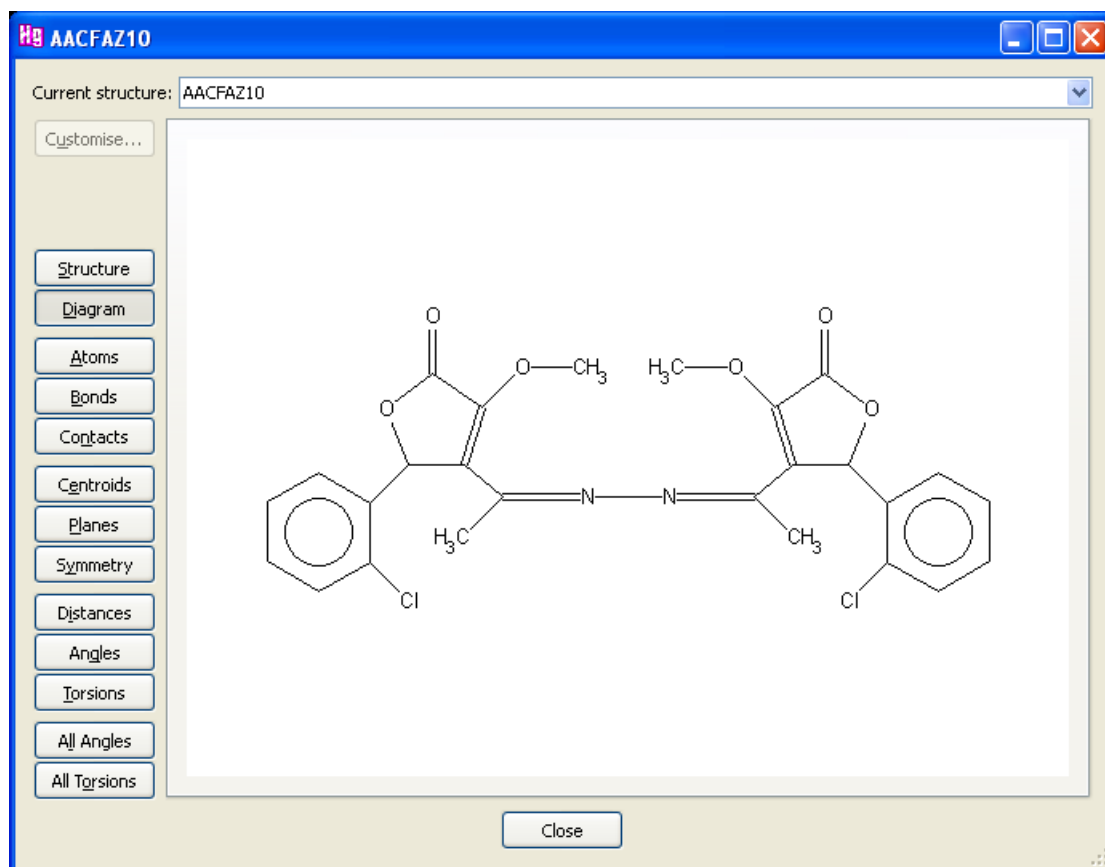 Hg AACFAZ10
Current structure: AACFAZ10
Customise...
Structure
Diagram
Atoms
Bonds
Contacts
Centroids
Planes
Symmetry
Distances
Angles
Torsions
All Angles
All Torsions
O O
O—CH3 H3C—O
O O
N—N
H3C CH3
Cl Cl
Close